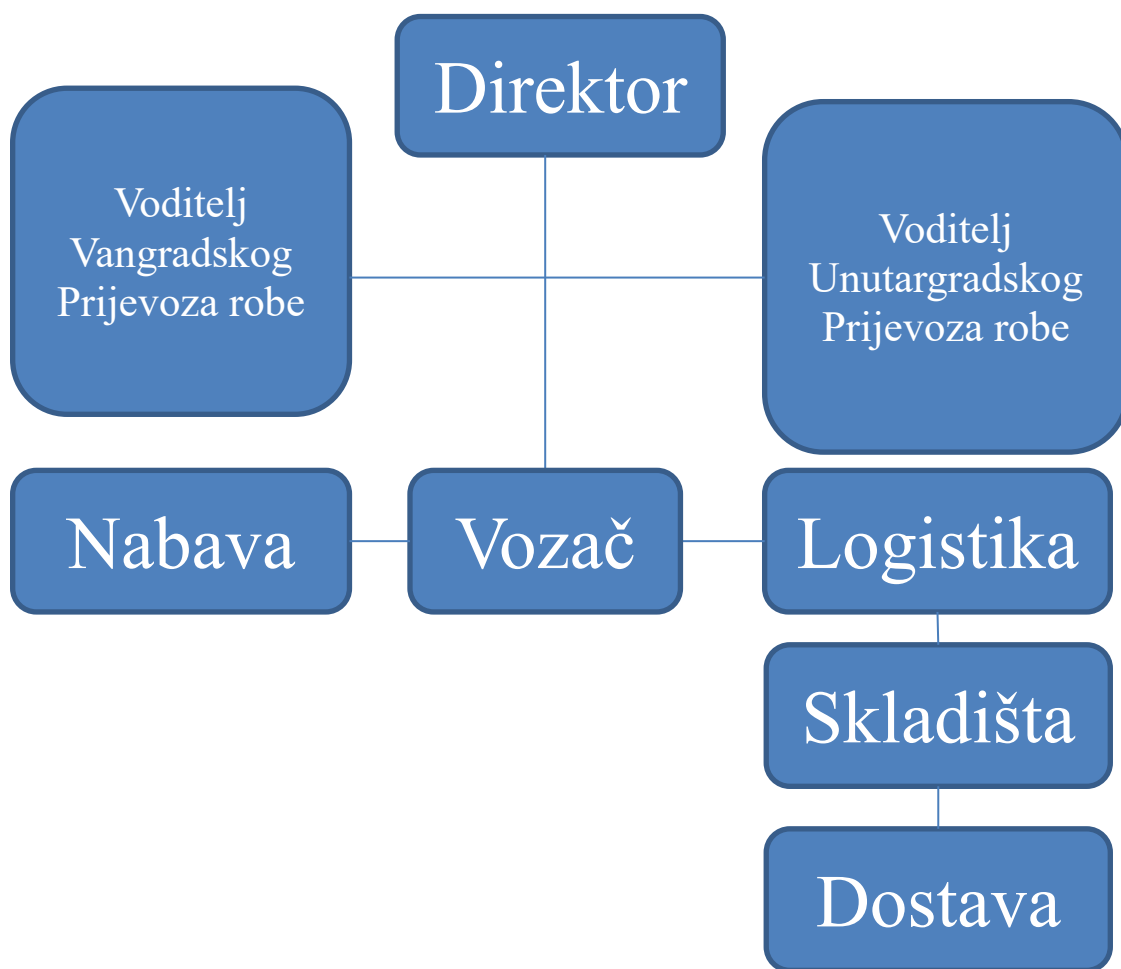 Direktor
Voditelj
Vangradskog
Prijevoza robe
Voditelj
Unutargradskog
Prijevoza robe
Nabava
Vozač
Logistika
Skladišta
Dostava